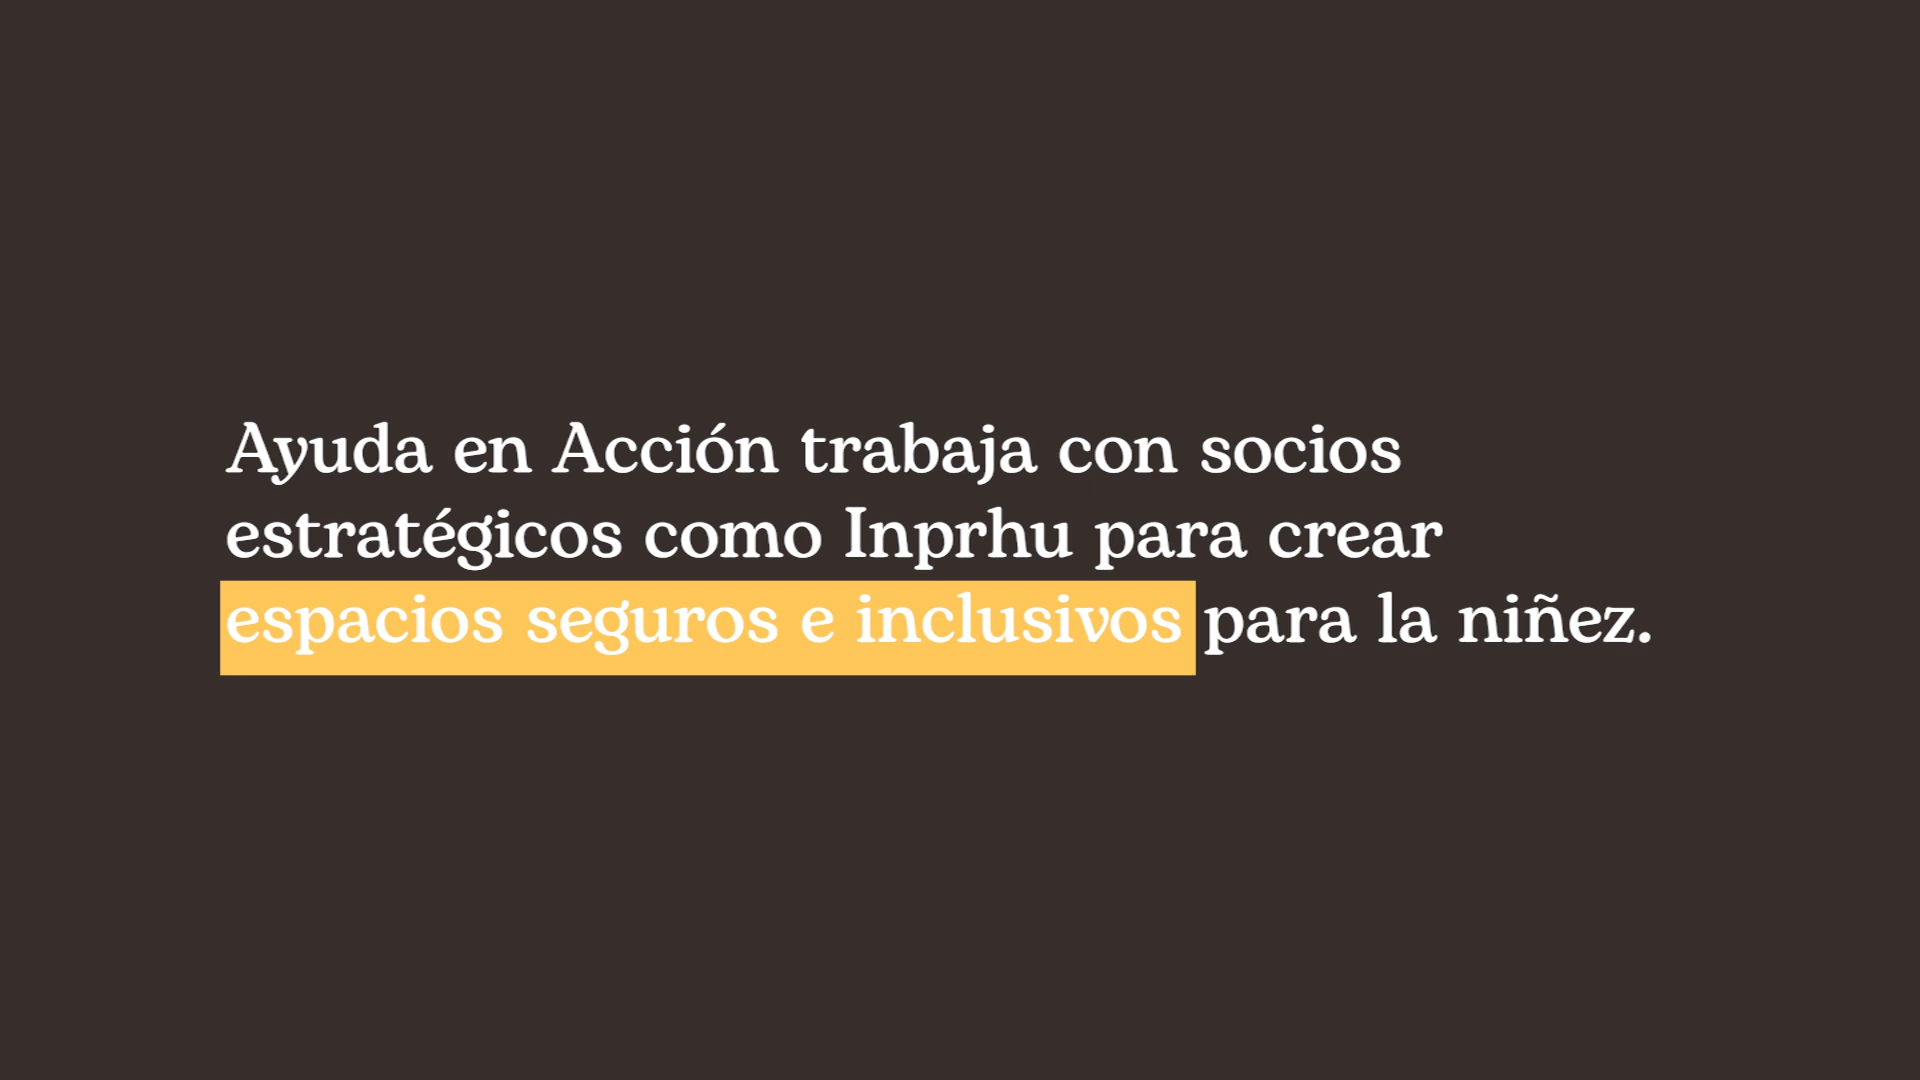 Ayuda en Acción trabaja con socios
estratégicos como Inprhu para crear
espacios seguros e inclusivos para la niñez.